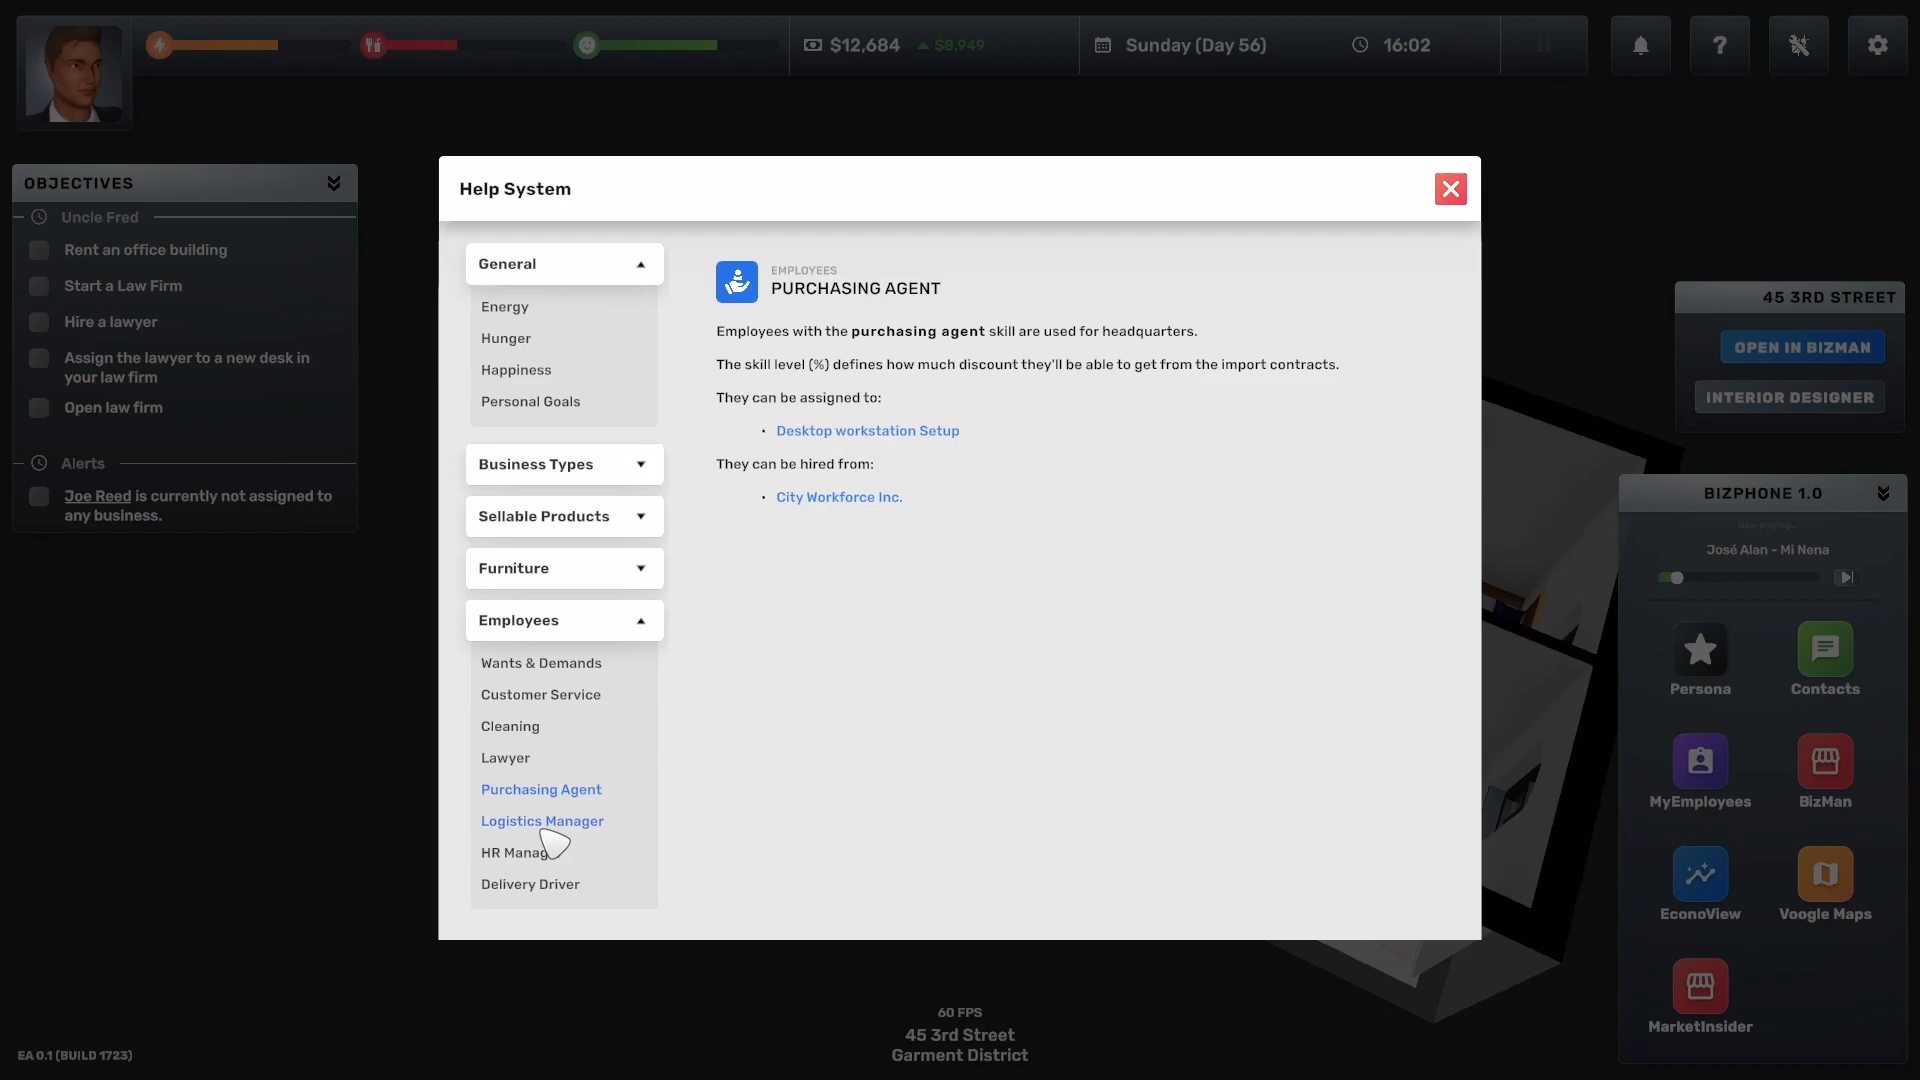 $12,684
$8,949
Sunday (Day 56)
16:02
?
OBJECTIVES
Uncle Fred
Rent an office building
Start a Law Firm
Hire a lawyer
Assign the lawyer to a new desk in
your law firm
Open law firm
Alerts
Joe Reed is currently not assigned to
any business.
Help System
General
Energy
Hunger
Happiness
Personal Goals
Business Types
Sellable Products
Furniture
Employees
Wants & Demands
Customer Service
Cleaning
Lawyer
Purchasing Agent
Logistics Manager
HR Manag
Delivery Driver
EMPLOYEES
PURCHASING AGENT
Employees with the purchasing agent skill are used for headquarters.
The skill level (%) defines how much discount they'll be able to get from the import contracts.
They can be assigned to:
• Desktop workstation Setup
They can be hired from:
• City Workforce Inc.
45 3RD STREET
OPEN IN BIZMAN
INTERIOR DESIGNER
BIZPHONE 1.0
Now playing...
José Alan - Mi Nena
Persona
Contacts
MyEmployees
BizMan
EconoView
Voogle Maps
MarketInsider
60 FPS
45 3rd Street
Garment District
EA 0.1 (BUILD 1723)